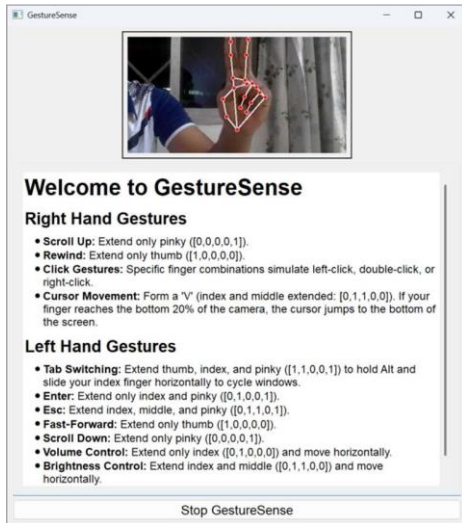 GestureSense
Welcome to GestureSense
Right Hand Gestures
• Scroll Up: Extend only pinky ([0,0,0,0,1]).
• Rewind: Extend only thumb ([1,0,0,0,0]).
• Click Gestures: Specific finger combinations simulate left-click, double-click, or
right-click.
• Cursor Movement: Form a 'V' (index and middle extended: [0,1,1,0,0]). If your
finger reaches the bottom 20% of the camera, the cursor jumps to the bottom of
the screen.
Left Hand Gestures
• Tab Switching: Extend thumb, index, and pinky ([1,1,0,0,1]) to hold Alt and
slide your index finger horizontally to cycle windows.
• Enter: Extend only index and pinky ([0,1,0,0,1]).
• Esc: Extend index, middle, and pinky ([0,1,1,0,1]).
• Fast-Forward: Extend only thumb ([1,0,0,0,0]).
• Scroll Down: Extend only pinky ([0,0,0,0,1]).
• Volume Control: Extend only index ([0,1,0,0,0]) and move horizontally.
• Brightness Control: Extend index and middle ([0,1,1,0,0]) and move
horizontally.
Stop GestureSense